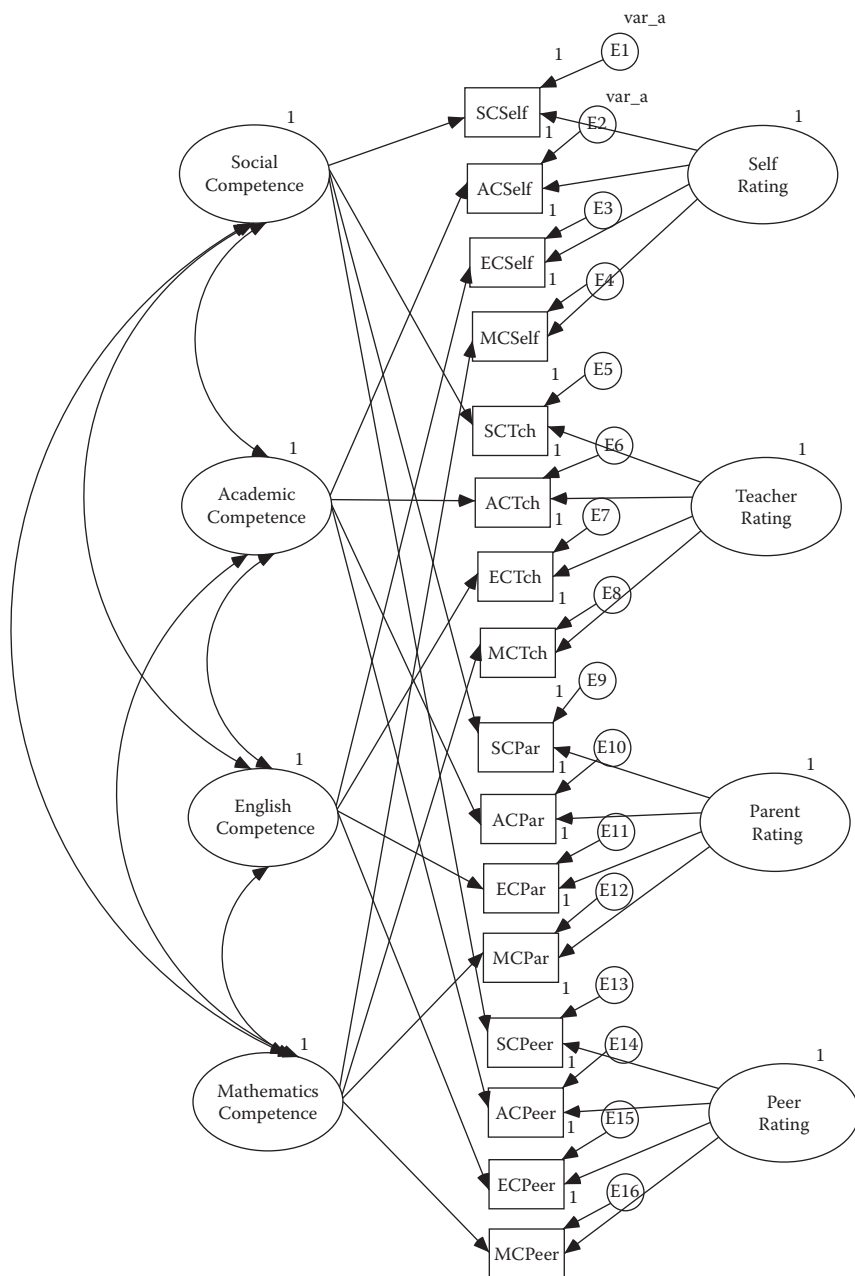 var_a
1
E1
SCSelf
var_a
1
E2
1
1
Social
Competence
Self
Rating
ACSelf
1
E3
ECSelf
1
E4
MCSelf
1
E5
SCTch
1
E6
1
1
Academic
Competence
Teacher
Rating
ACTch
1
E7
ECTch
1
E8
MCTch
1
E9
SCPar
1
E10
1
1
English
Competence
Parent
Rating
ACPar
1
E11
ECPar
1
E12
MCPar
1
E13
SCPeer
1
E14
1
1
Mathematics
Competence
Peer
Rating
ACPeer
1
E15
ECPeer
1
E16
MCPeer